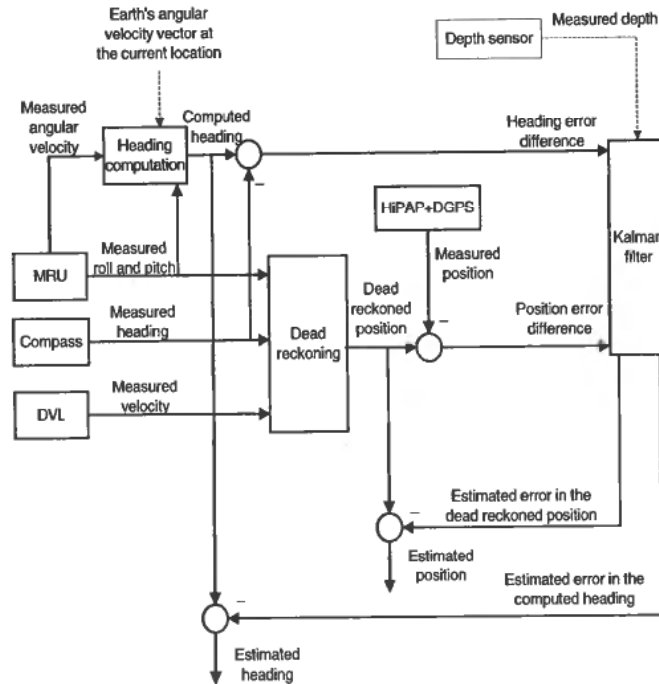 Earth's angular
velocity vector at
the current location
Measured depth
Depth sensor
Measured
angular
velocity
Heading
computation
Computed
heading
Heading error
difference
HiPAP+DGPS
Kalman
filter
MRU
Measured
roll and pitch
Measured
position
Dead
reckoned
position
Position error
difference
Compass
Measured
heading
Dead
reckoning
DVL
Measured
velocity
Estimated error in the
dead reckoned position
Estimated
position
Estimated error in the
computed heading
Estimated
heading